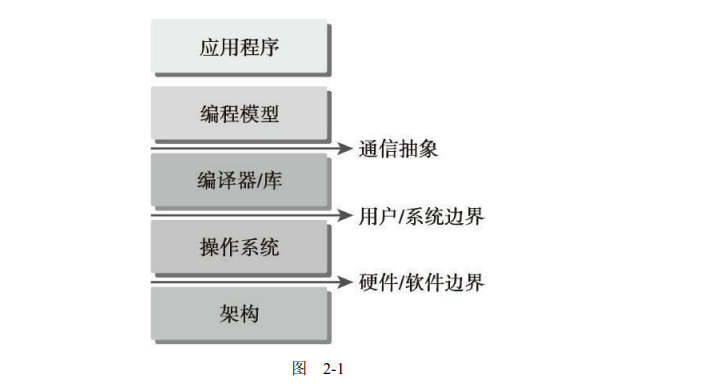 应用程序
编程模型
通信抽象
编译器/库
用户/系统边界
操作系统
硬件/软件边界
架构
图 2-1